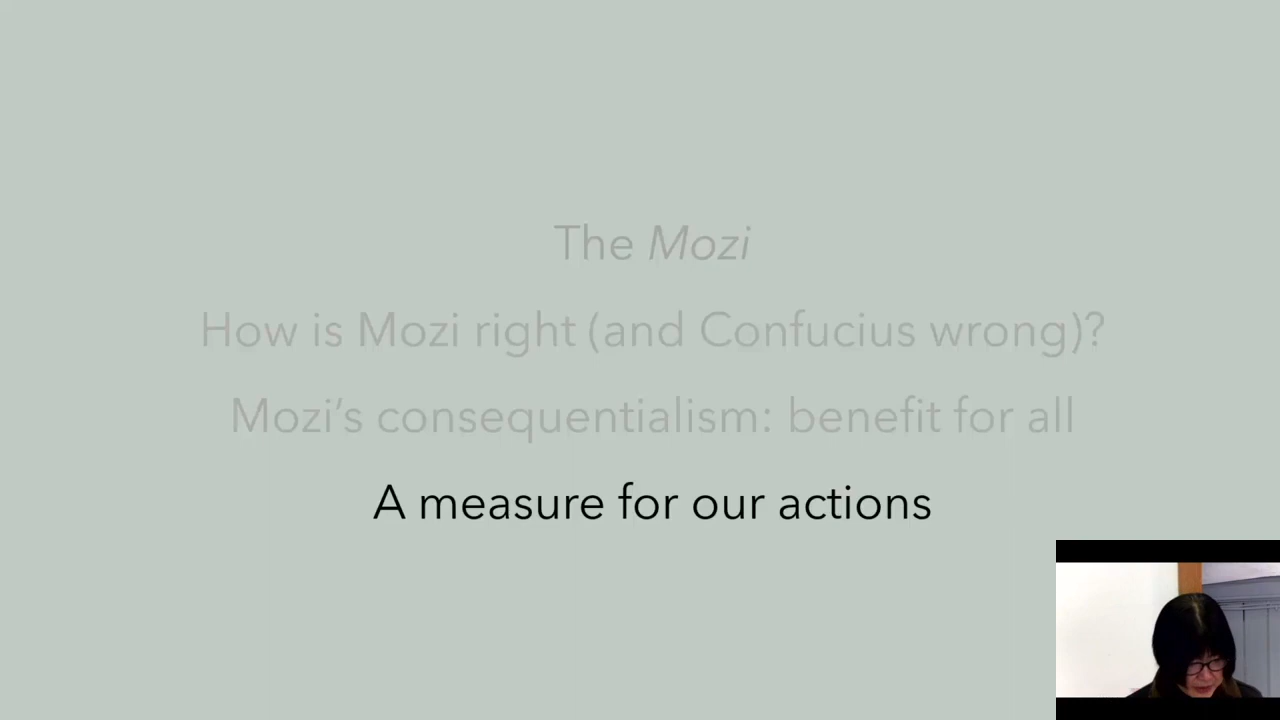 The Mozi
How is Mozi right (and Confucius wrong)?
Mozi’s consequentialism: benefit for all
A measure for our actions